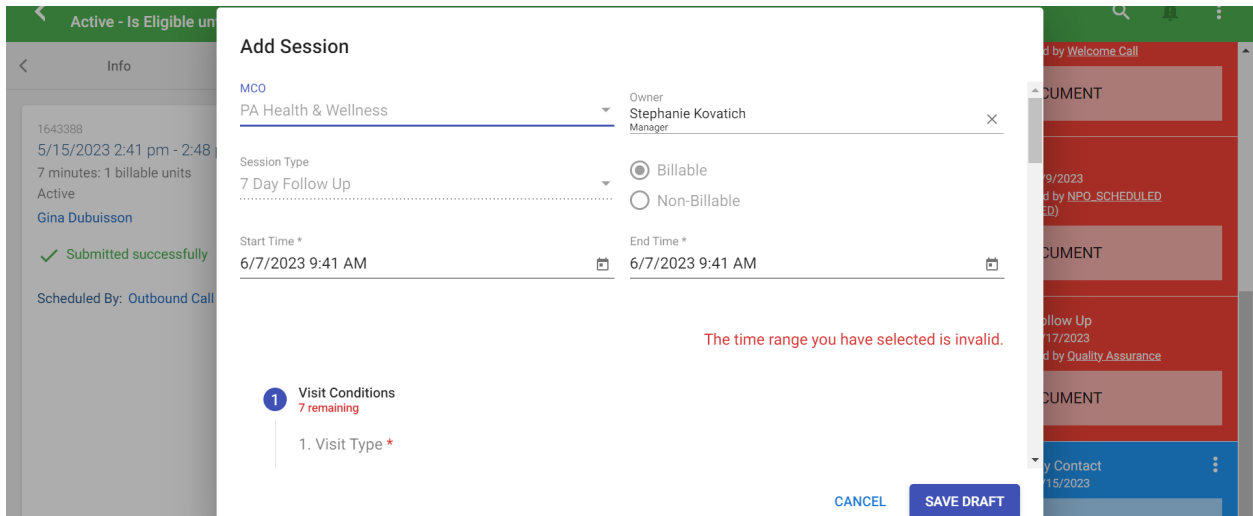 Active - Is Eligible un
Info
1643388
5/15/2023 2:41 pm - 2:48
7 minutes: 1 billable units
Active
Gina Dubuisson
Submitted successfully
Scheduled By: Outbound Call
Add Session
MCO
PA Health & Wellness
Owner
Stephanie Kovatich
Manager
Session Type
7 Day Follow Up
Billable
Non-Billable
Start Time *
6/7/2023 9:41 AM
End Time *
6/7/2023 9:41 AM
The time range you have selected is invalid.
1
Visit Conditions
7 remaining
1. Visit Type *
CANCEL
SAVE DRAFT
d by Welcome Call
CUMENT
/9/2023
d by NPO_SCHEDULED
ED)
CUMENT
ollow Up
/17/2023
d by Quality Assurance
CUMENT
y Contact
/15/2023